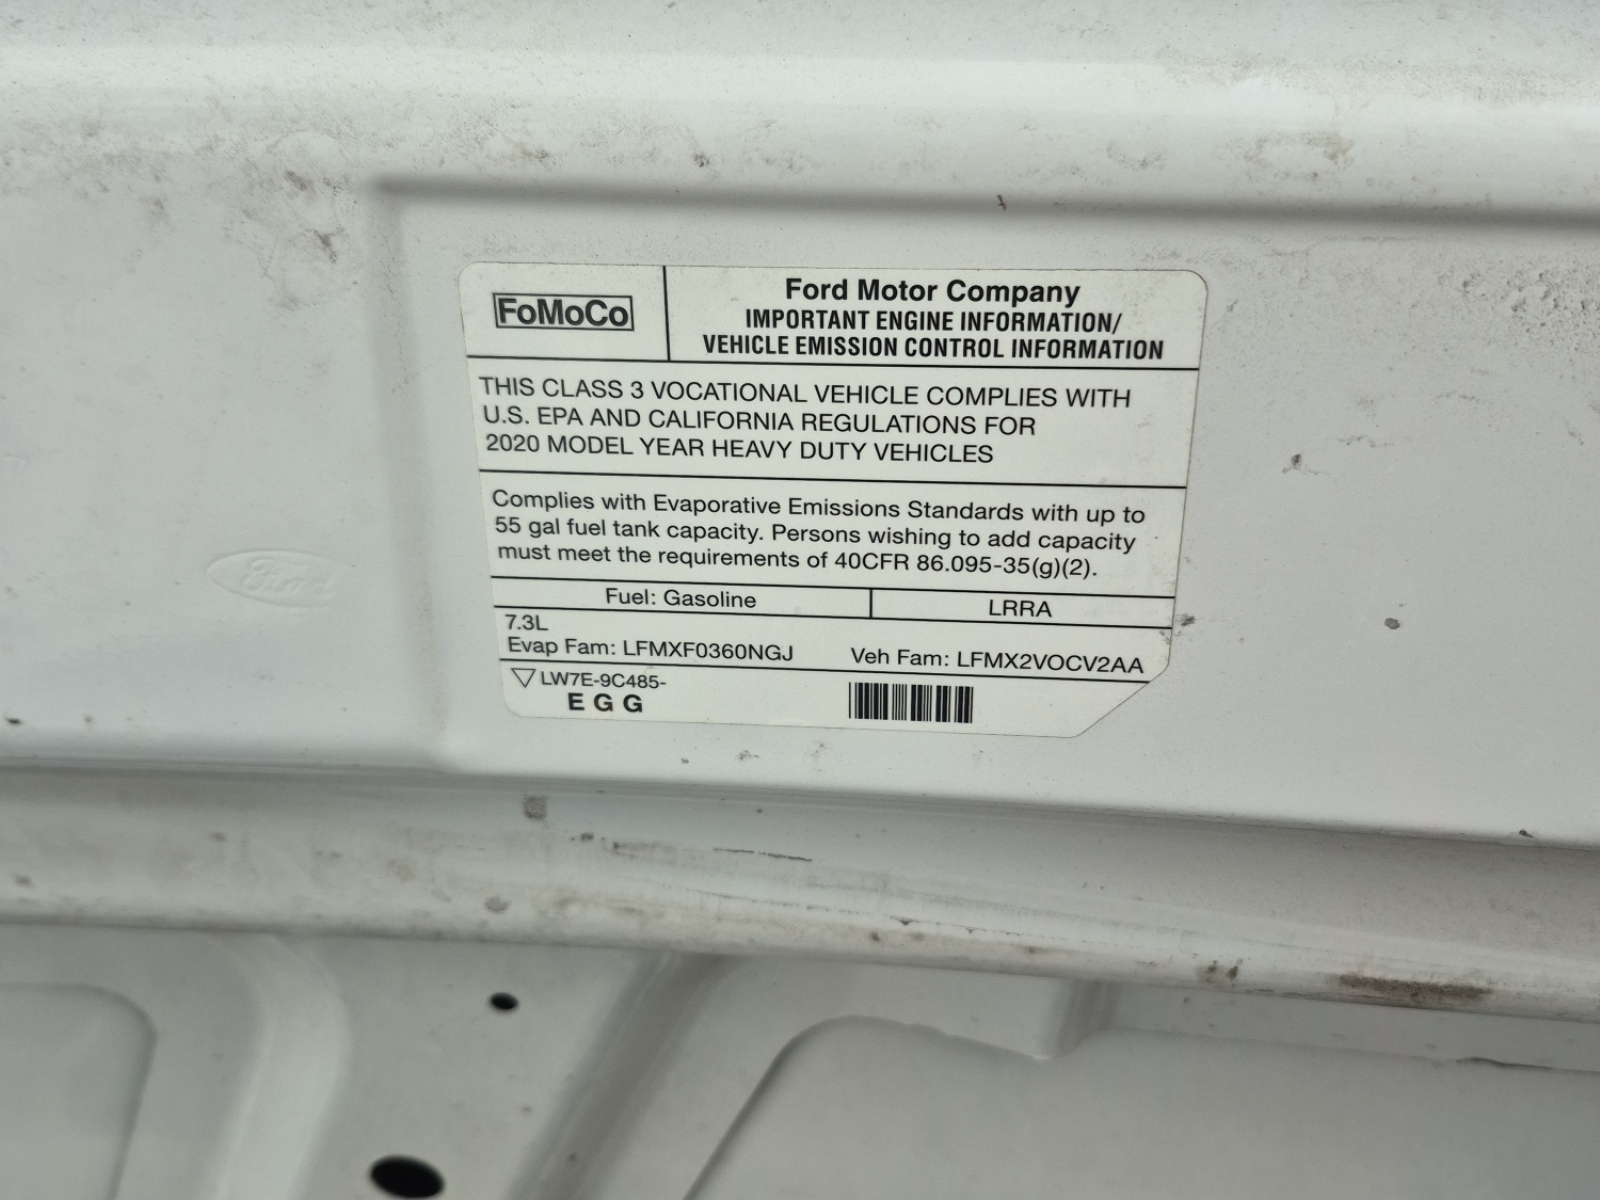 FoMoCo
Ford Motor Company
IMPORTANT ENGINE INFORMATION/
VEHICLE EMISSION CONTROL INFORMATION
THIS CLASS 3 VOCATIONAL VEHICLE COMPLIES WITH
U.S. EPA AND CALIFORNIA REGULATIONS FOR
2020 MODEL YEAR HEAVY DUTY VEHICLES
Complies with Evaporative Emissions Standards with up to
55 gal fuel tank capacity. Persons wishing to add capacity
must meet the requirements of 40CFR 86.095-35(g)(2).
Fuel: Gasoline
LRRA
7.3L
Evap Fam: LFMXF0360NGJ
Veh Fam: LFMX2VOCV2AA
LW7E-9C485-
E G G
Ford